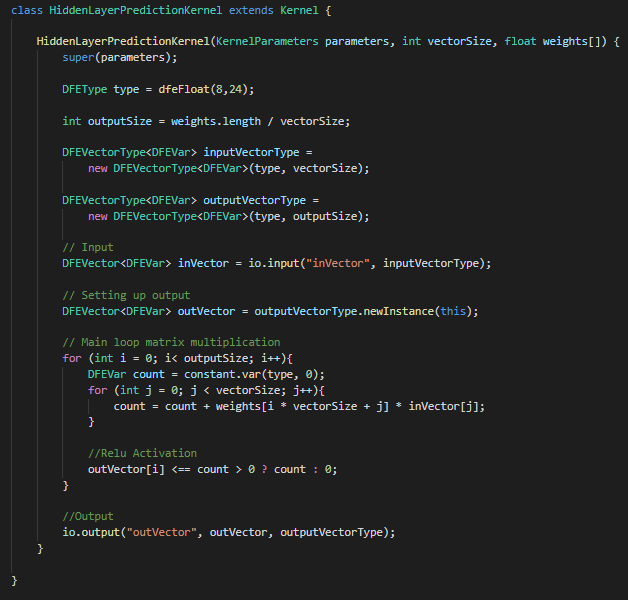 class HiddenLayerPredictionKernel extends Kernel {
HiddenLayerPredictionKernel(KernelParameters parameters, int vectorSize, float weights[]) {
super(parameters);
DFEType type = dfeFloat(8,24);
int outputSize = weights.length / vectorSize;
DFEVectorType<DFEVar> inputVectorType =
new DFEVectorType<DFEVar>(type, vectorSize);
DFEVectorType<DFEVar> outputVectorType =
new DFEVectorType<DFEVar>(type, outputSize);
// Input
DFEVector<DFEVar> inVector = io.input("inVector", inputVectorType);
// Setting up output
DFEVector<DFEVar> outVector = outputVectorType.newInstance(this);
// Main loop matrix multiplication
for (int i = 0; i< outputSize; i++){
DFEVar count = constant.var(type, 0);
for (int j = 0; j < vectorSize; j++){
count = count + weights[i * vectorSize + j] * inVector[j];
}
//Relu Activation
outVector[i] <== count > 0 ? count : 0;
}
//Output
io.output("outVector", outVector, outputVectorType);
}
}